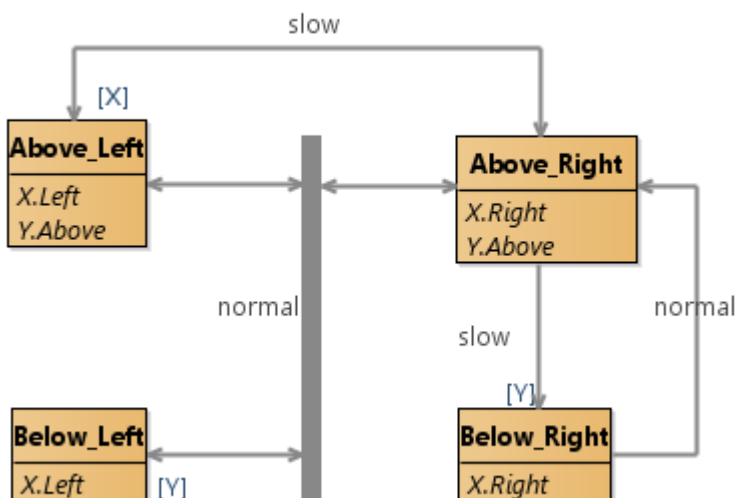 slow
[X]
Above_Left
X.Left
Y.Above
Above_Right
X.Right
Y.Above
normal
normal
slow
[Y]
Below_Left
X.Left
[Y]
Below_Right
X.Right